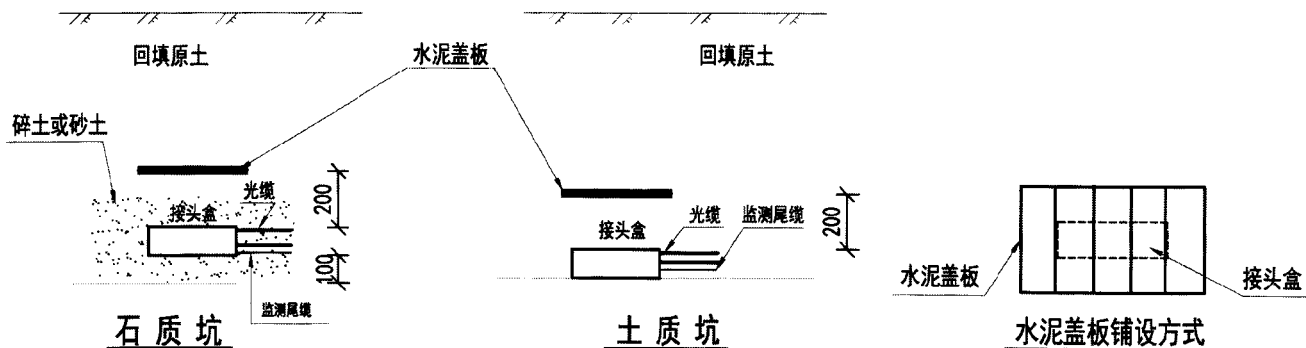 回填原土
水泥盖板
回填原土
碎土或砂土
光缆
接头盒
200
100
监测尾缆
石质坑
光缆
监测尾缆
接头盒
200
土质坑
水泥盖板
接头盒
水泥盖板铺设方式